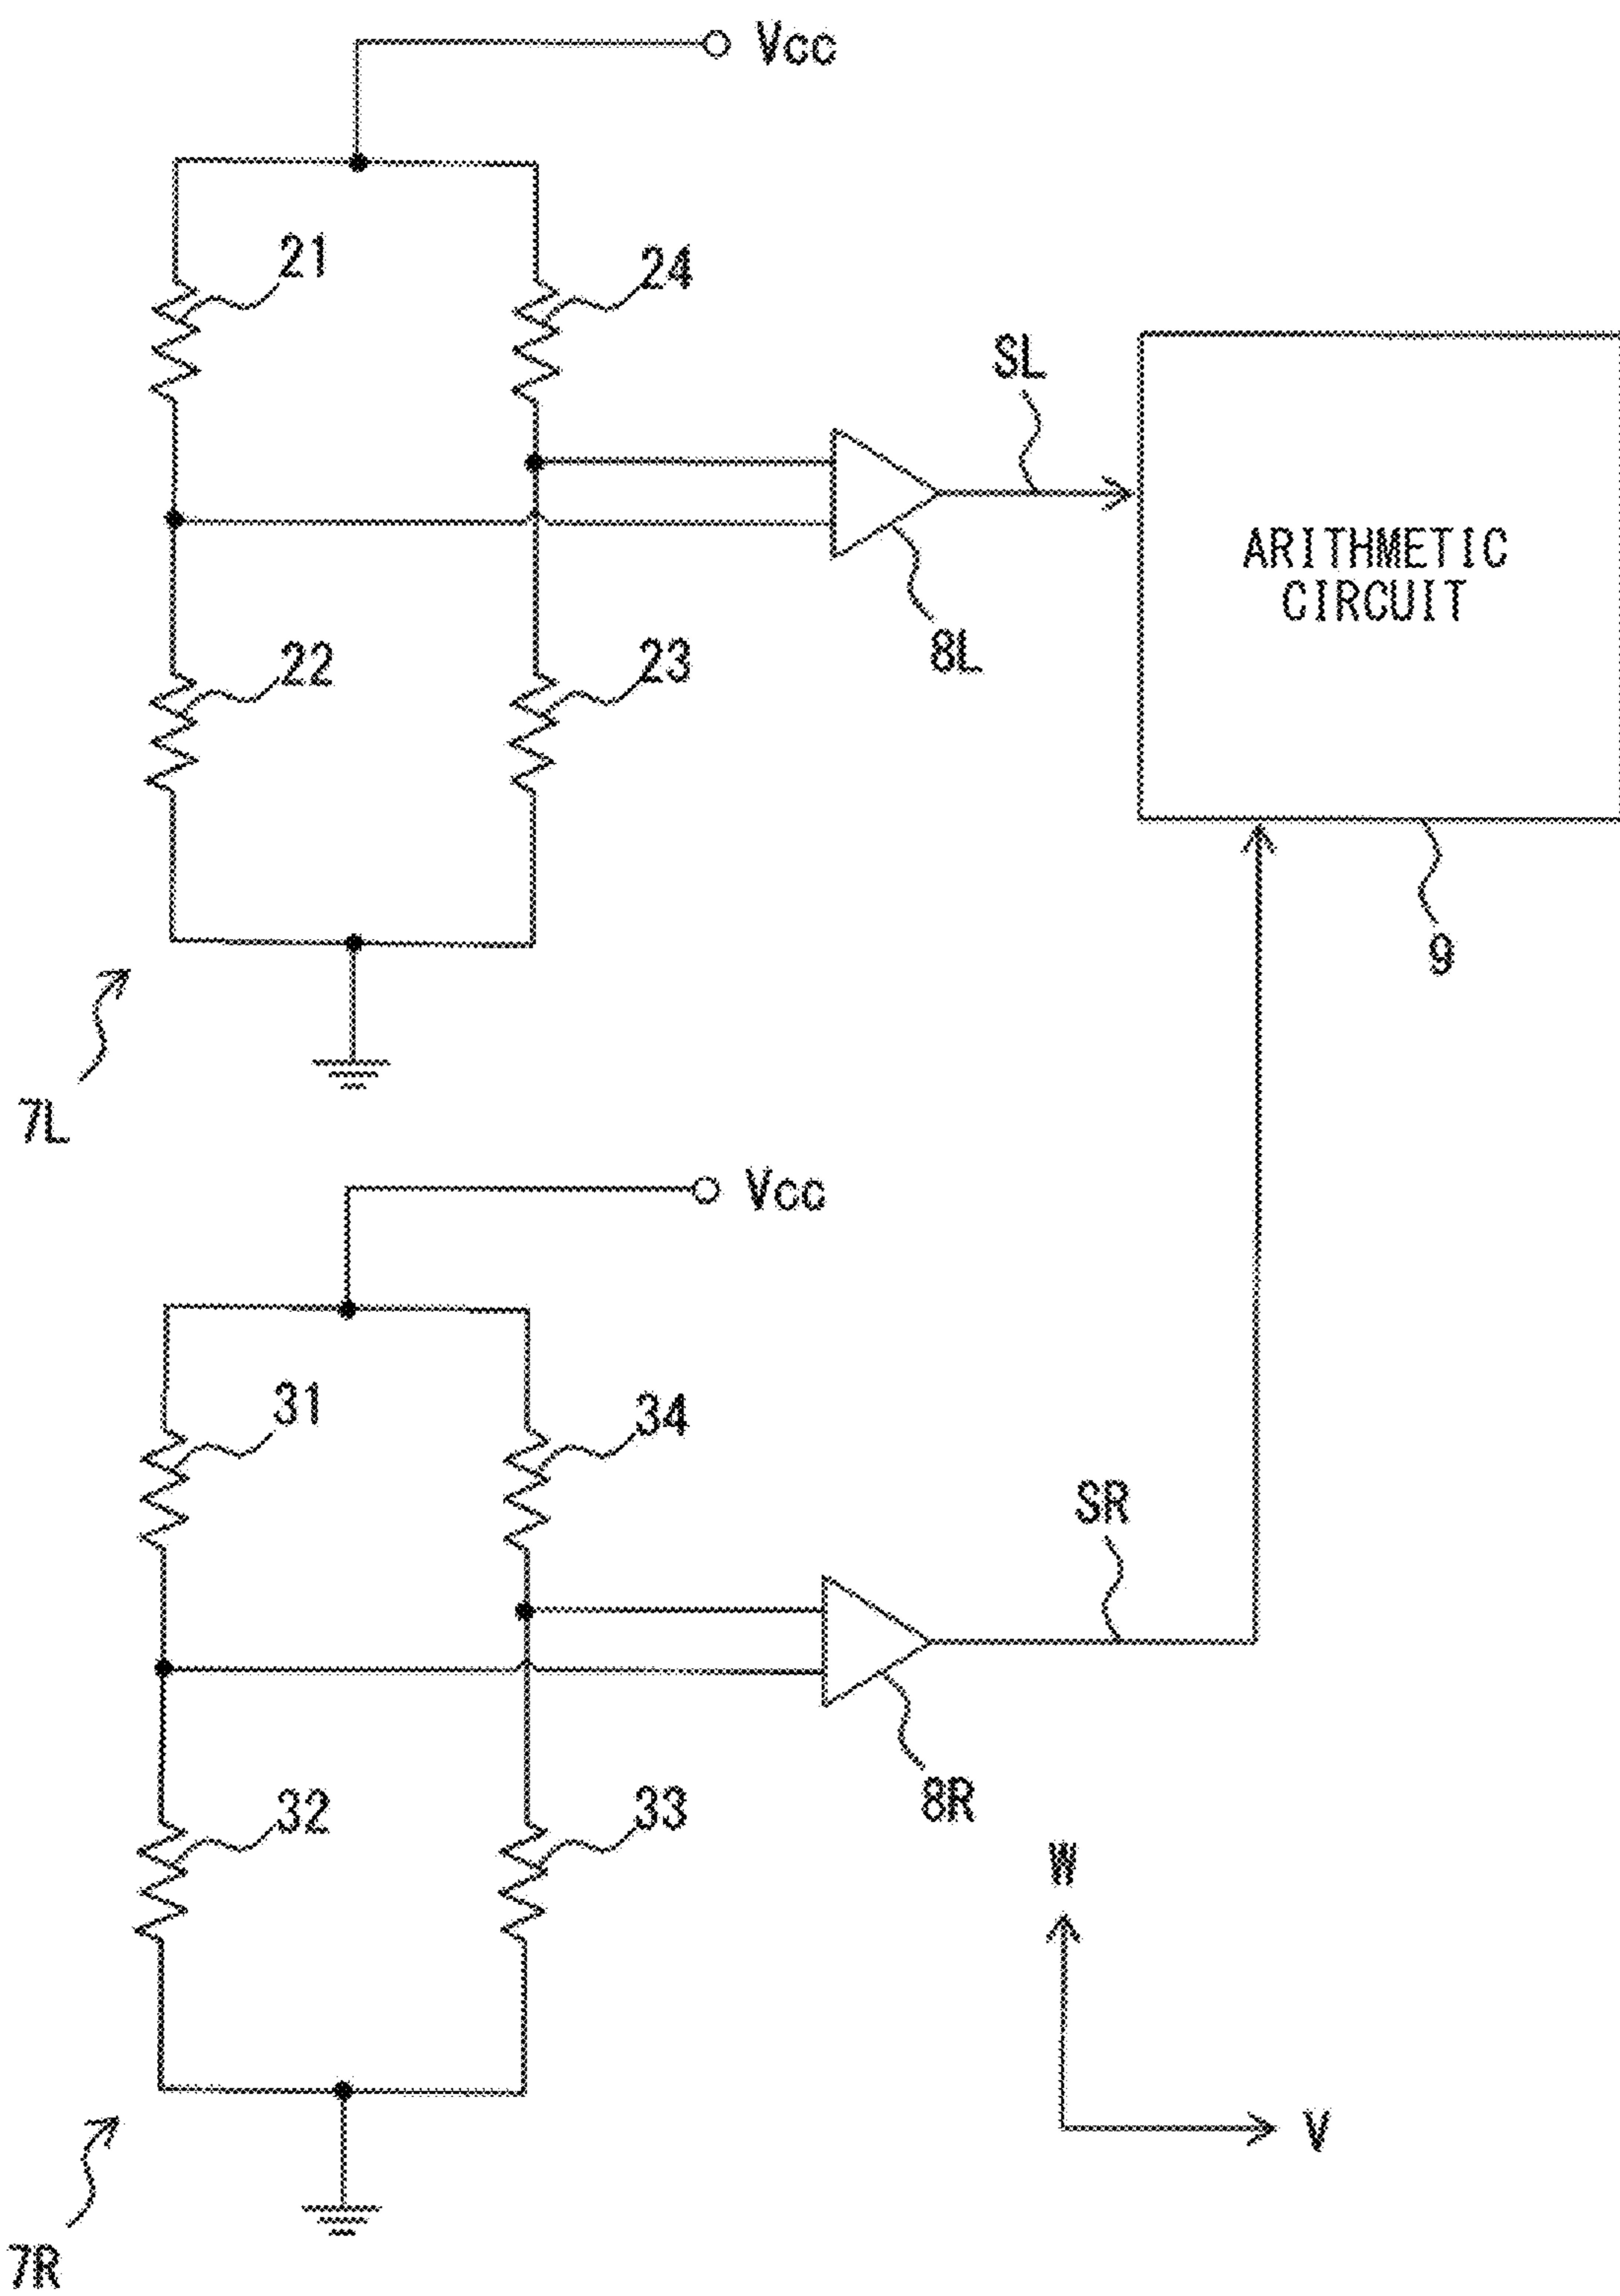 Vcc
21
24
SL
ARITHMETIC
CIRCUIT
8L
22
23
9
7L
Vcc
31
34
SR
8R
32
33
W
V
7R